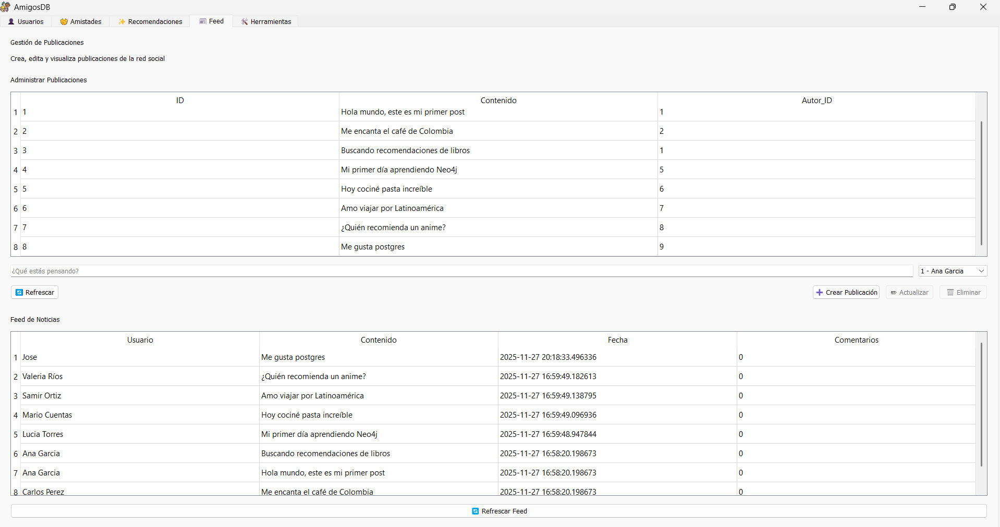 AmigosDB
Usuarios Amistades Recomendaciones Feed Herramientas
Gestión de Publicaciones
Crea, edita y visualiza publicaciones de la red social
Administrar Publicaciones
ID Contenido Autor_ID
1 1 Hola mundo, este es mi primer post 1
2 2 Me encanta el café de Colombia 2
3 3 Buscando recomendaciones de libros 1
4 4 Mi primer día aprendiendo Neo4j 5
5 5 Hoy cociné pasta increíble 6
6 6 Amo viajar por Latinoamérica 7
7 7 ¿Quién recomienda un anime? 8
8 8 Me gusta postgres 9
¿Qué estás pensando? 1 - Ana Garcia
Refrescar Crear Publicación Actualizar Eliminar
Feed de Noticias
Usuario Contenido Fecha Comentarios
1 Jose Me gusta postgres 2025-11-27 20:18:33.496336 0
2 Valeria Ríos ¿Quién recomienda un anime? 2025-11-27 16:59:49.182613 0
3 Samir Ortiz Amo viajar por Latinoamérica 2025-11-27 16:59:49.138795 0
4 Mario Cuentas Hoy cociné pasta increíble 2025-11-27 16:59:49.096936 0
5 Lucia Torres Mi primer día aprendiendo Neo4j 2025-11-27 16:59:48.947844 0
6 Ana Garcia Buscando recomendaciones de libros 2025-11-27 16:58:20.198673 0
7 Ana Garcia Hola mundo, este es mi primer post 2025-11-27 16:58:20.198673 0
8 Carlos Perez Me encanta el café de Colombia 2025-11-27 16:58:20.198673 0
Refrescar Feed